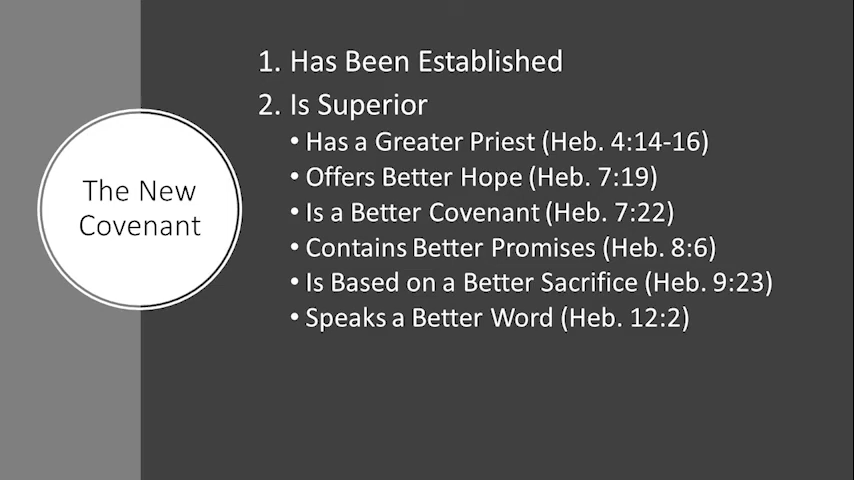 The New
Covenant
1. Has Been Established
2. Is Superior
• Has a Greater Priest (Heb. 4:14-16)
• Offers Better Hope (Heb. 7:19)
• Is a Better Covenant (Heb. 7:22)
• Contains Better Promises (Heb. 8:6)
• Is Based on a Better Sacrifice (Heb. 9:23)
• Speaks a Better Word (Heb. 12:2)